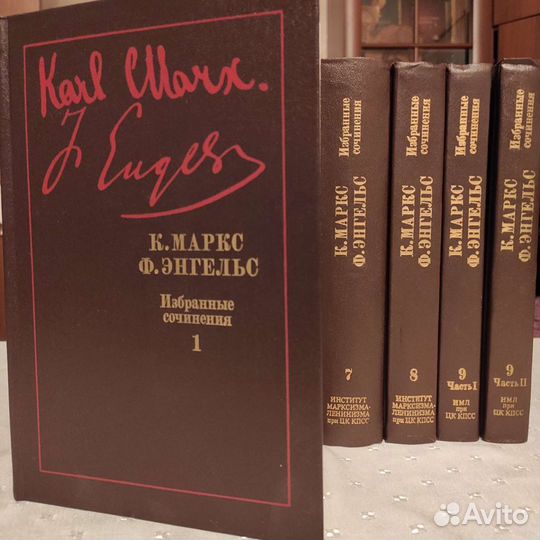 Karl Marx.
F Engels
К. МАРКС
Ф. ЭНГЕЛЬС
Избранные
сочинения
1
Избранные
сочинения
К. МАРКС
Ф. ЭНГЕЛЬС
7
ИНСТИТУТ
МАРКСИЗМА-
ЛЕНИНИЗМА
при ЦК КПСС
Избранные
сочинения
К. МАРКС
Ф. ЭНГЕЛЬС
8
ИНСТИТУТ
МАРКСИЗМА-
ЛЕНИНИЗМА
при ЦК КПСС
Избранные
сочинения
К. МАРКС
Ф. ЭНГЕЛЬС
9
Часть I
ИМЛ
при
ЦК КПСС
Избранные
сочинения
К. МАРКС
Ф. ЭНГЕЛЬС
9
Часть II
ИМЛ
при
ЦК КПСС
Avito